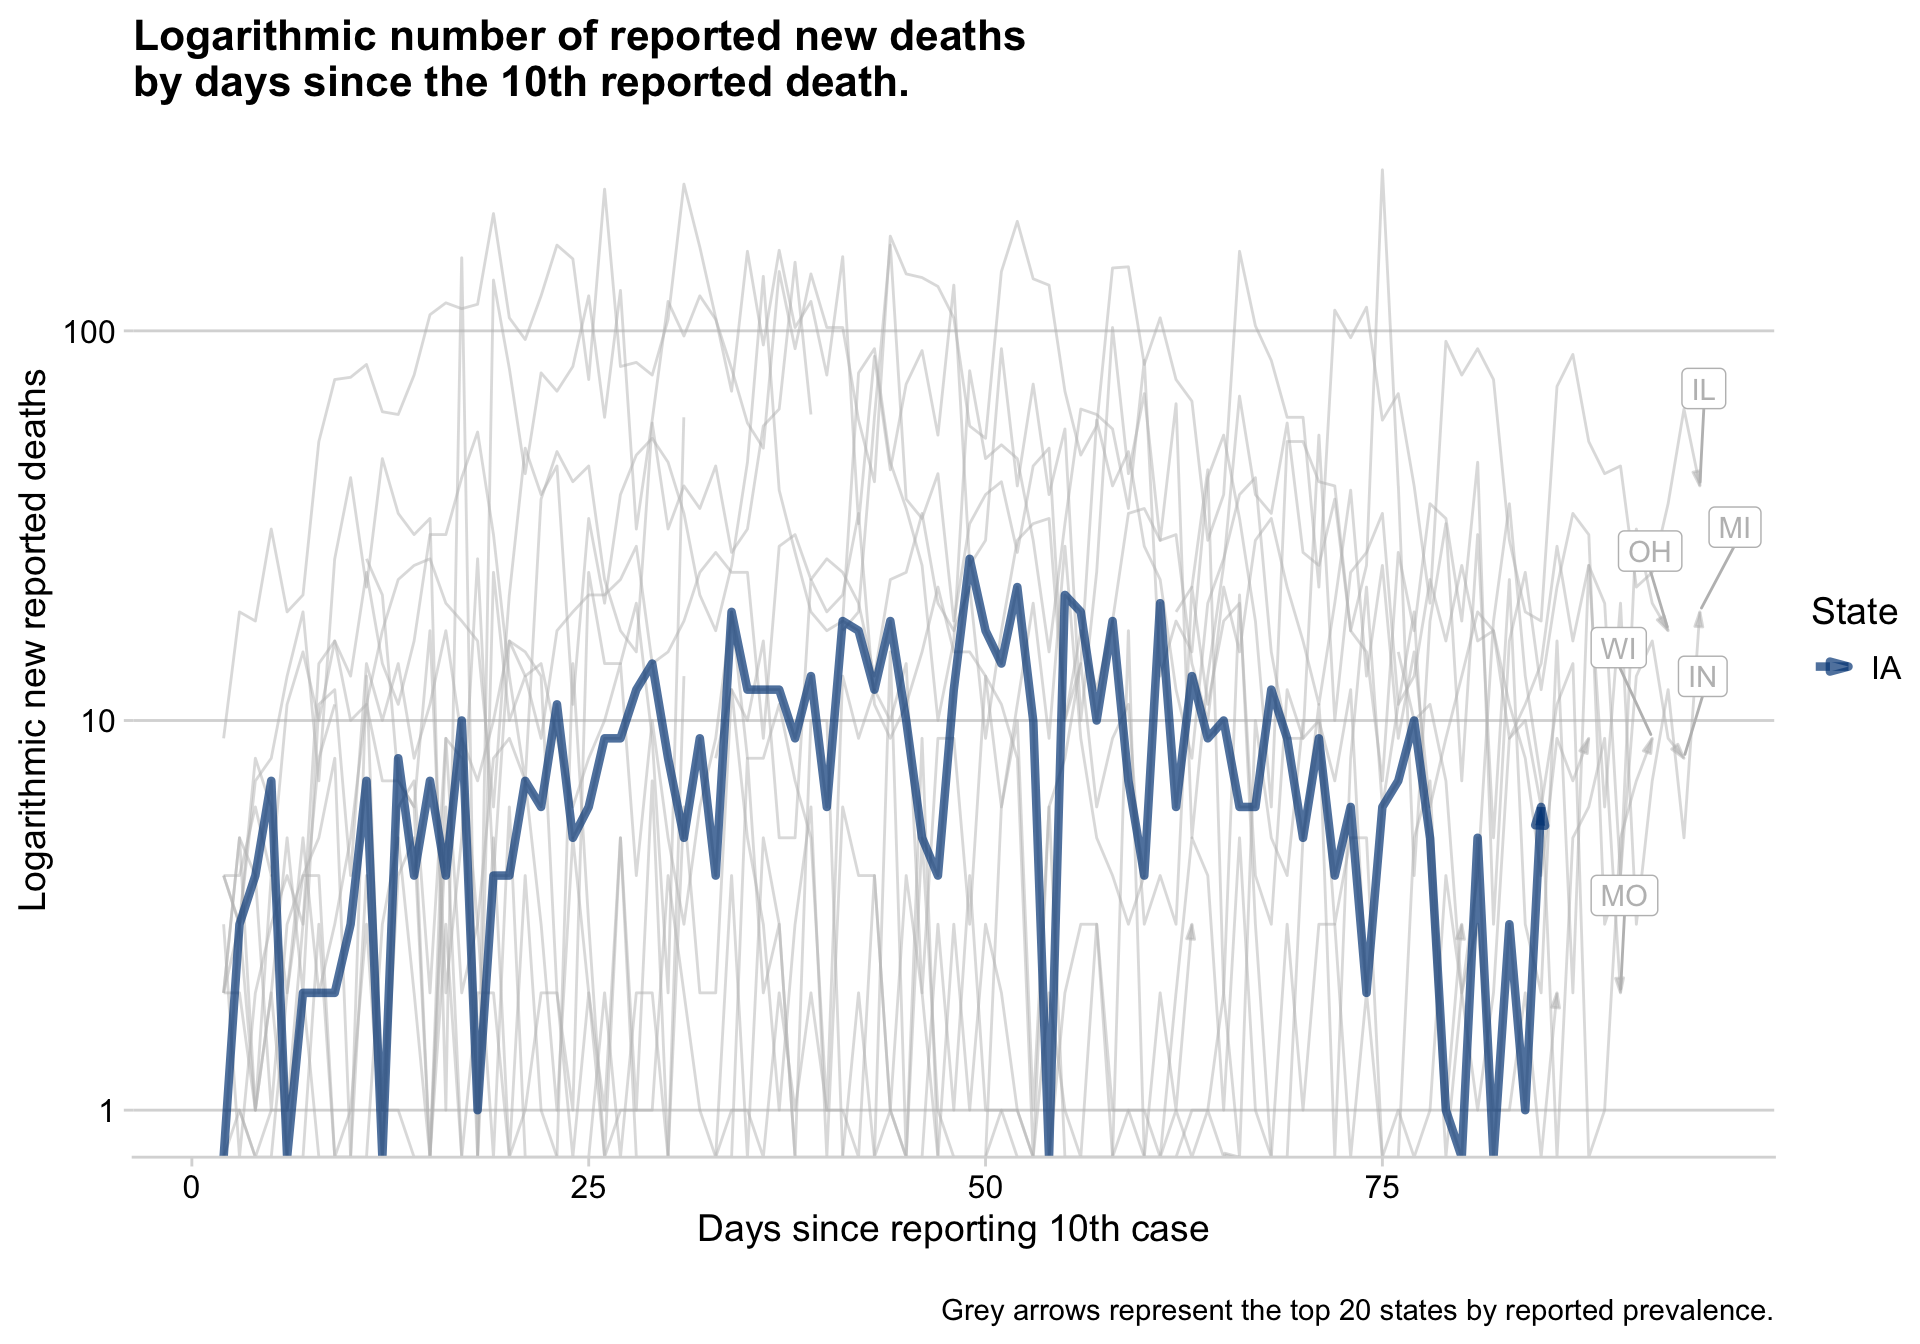 Logarithmic number of reported new deaths
by days since the 10th reported death.
Logarithmic new reported deaths
100
10
1
0
25
50
75
Days since reporting 10th case
IL
MI
OH
WI
IN
MO
State
IA
Grey arrows represent the top 20 states by reported prevalence.